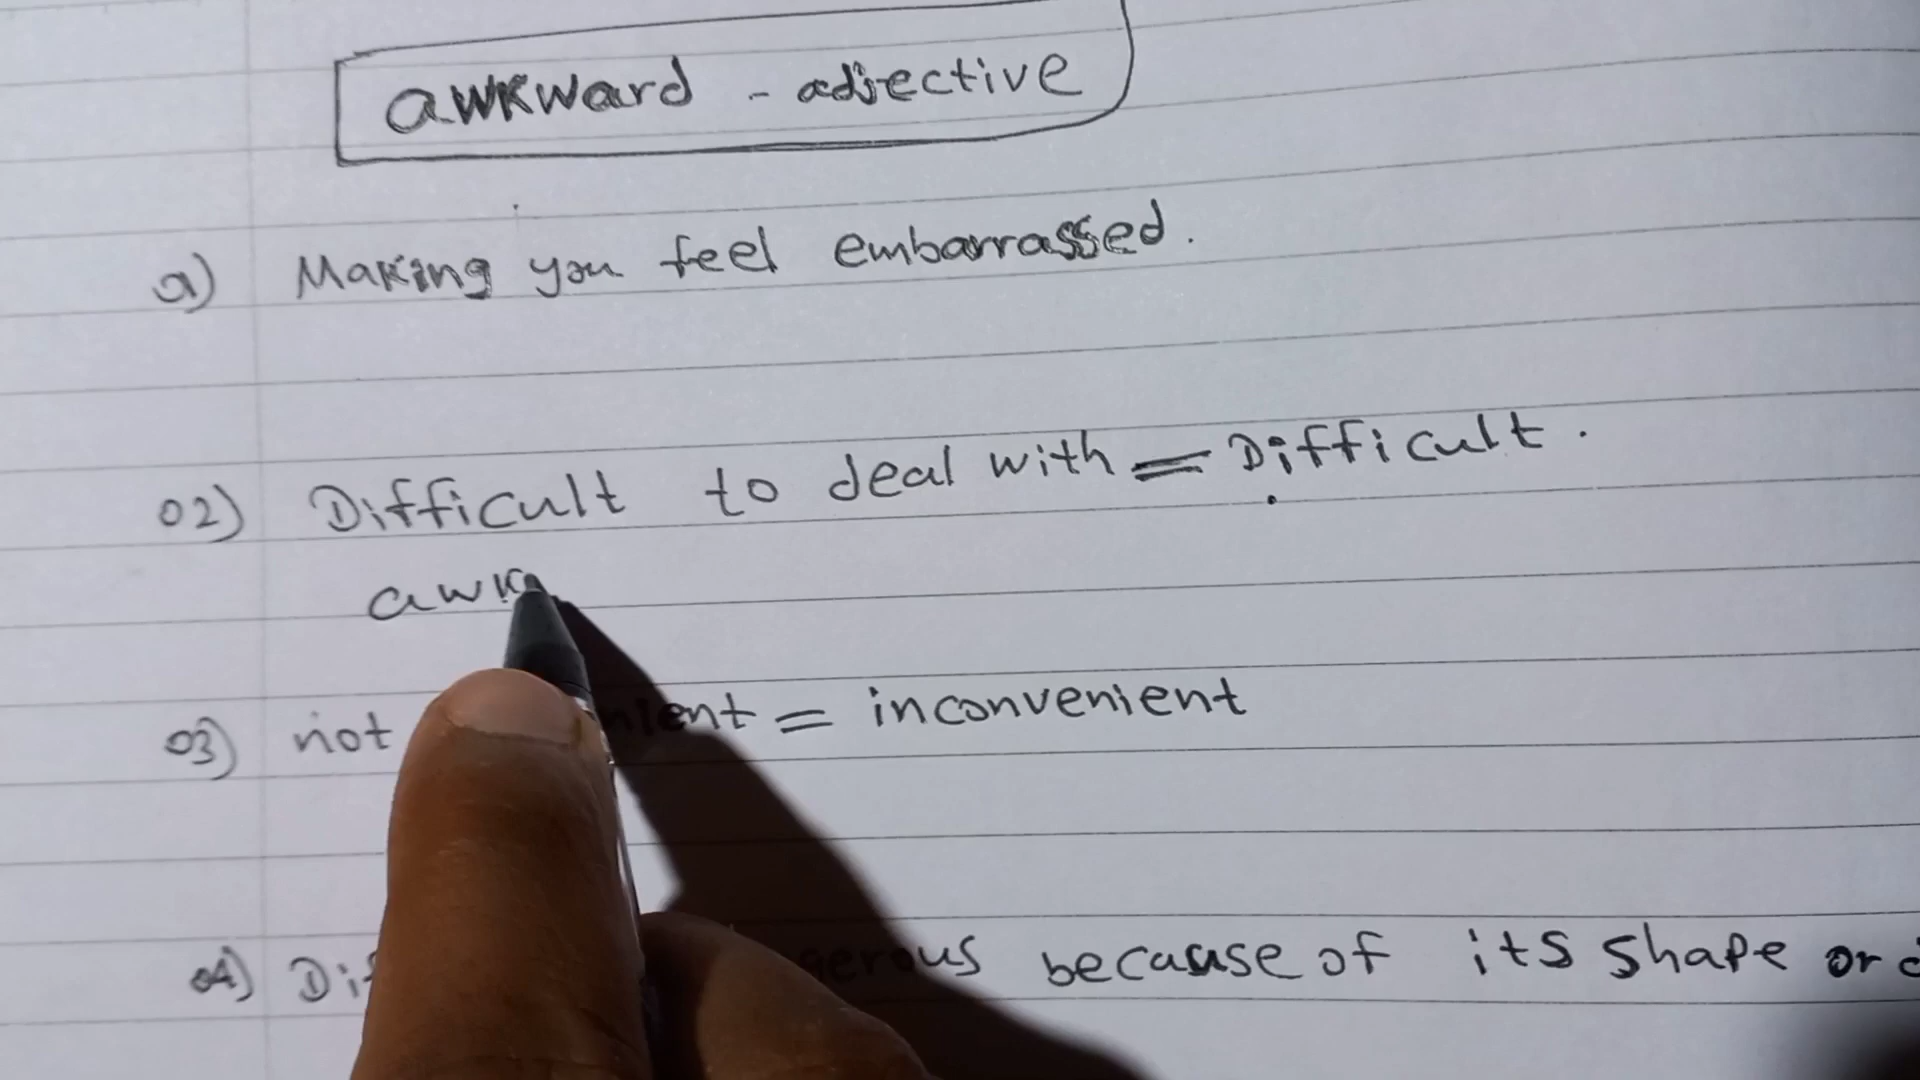 awkward - adjective
a) Making you feel embarrassed.
02) Difficult to deal with = Difficult.
awk
03) not = inconvenient
04) because of its shape or